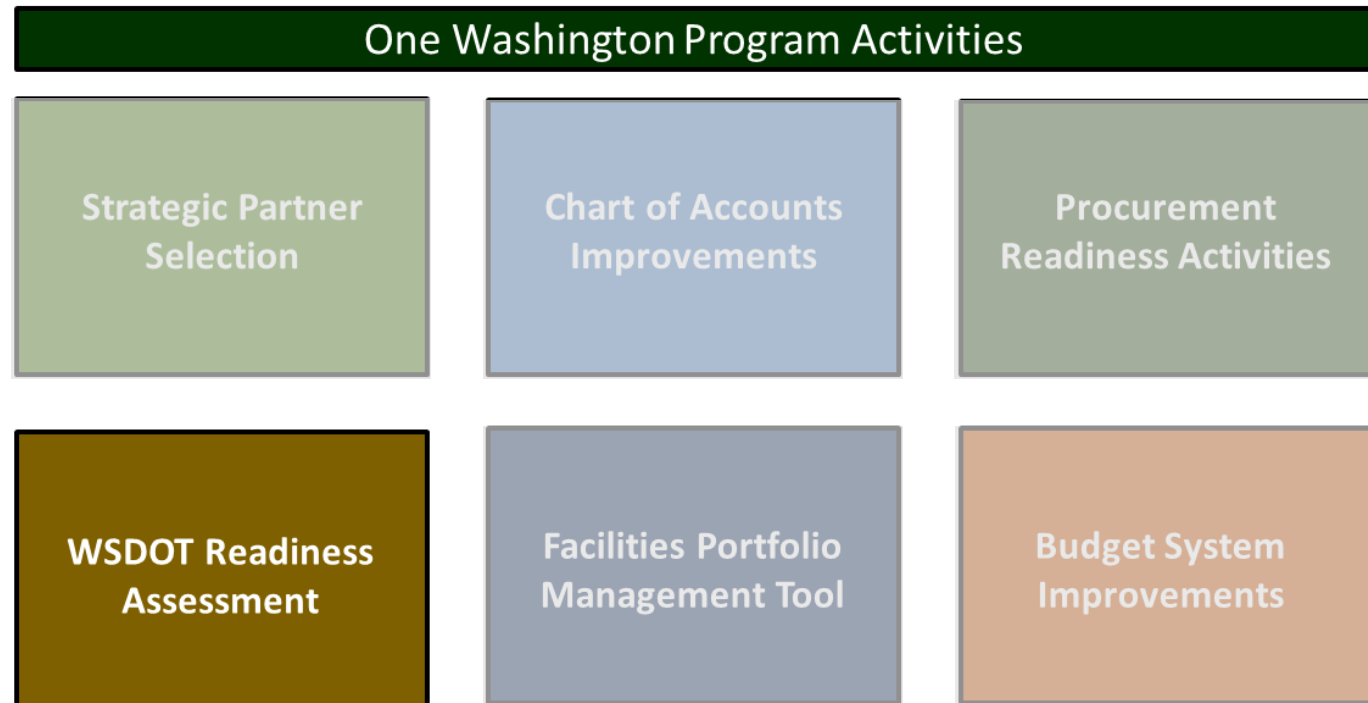 One Washington Program Activities
Strategic Partner
Selection
Chart of Accounts
Improvements
Procurement
Readiness Activities
WSDOT Readiness
Assessment
Facilities Portfolio
Management Tool
Budget System
Improvements